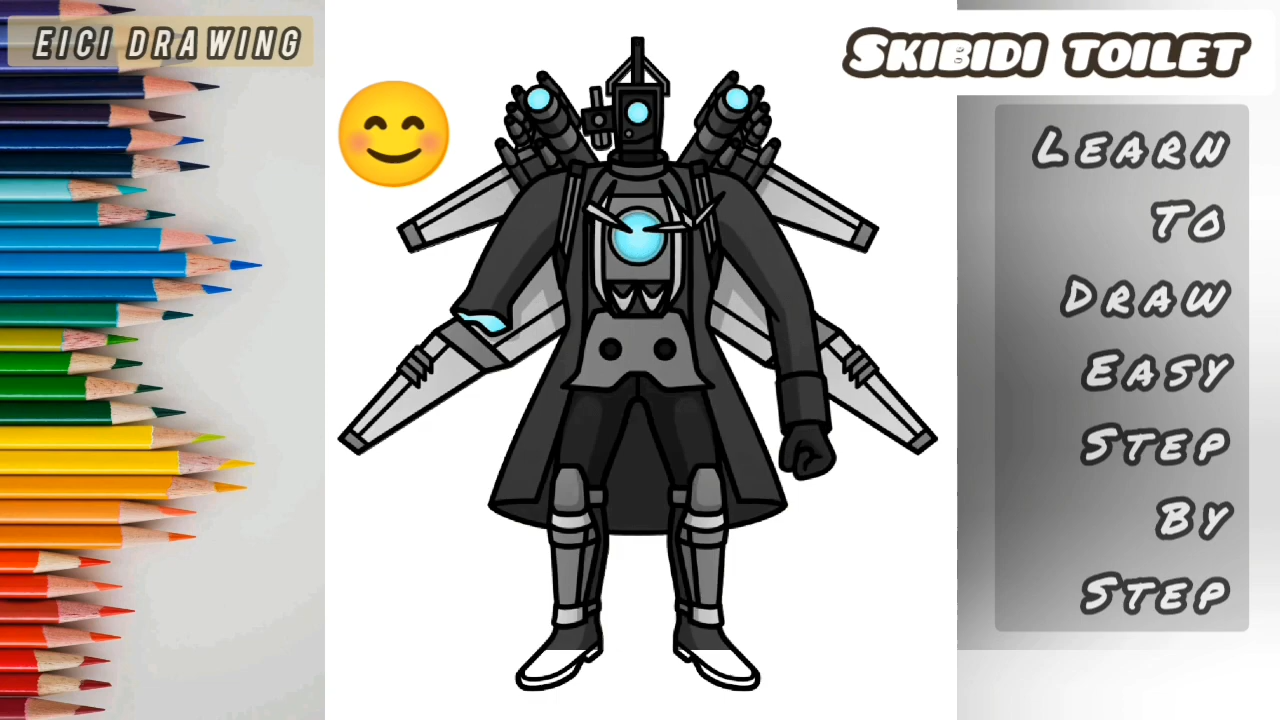 EICI DRAWING
SKIBIDI TOILET
LEARN
TO
DRAW
EASY
STEP
BY
STEP